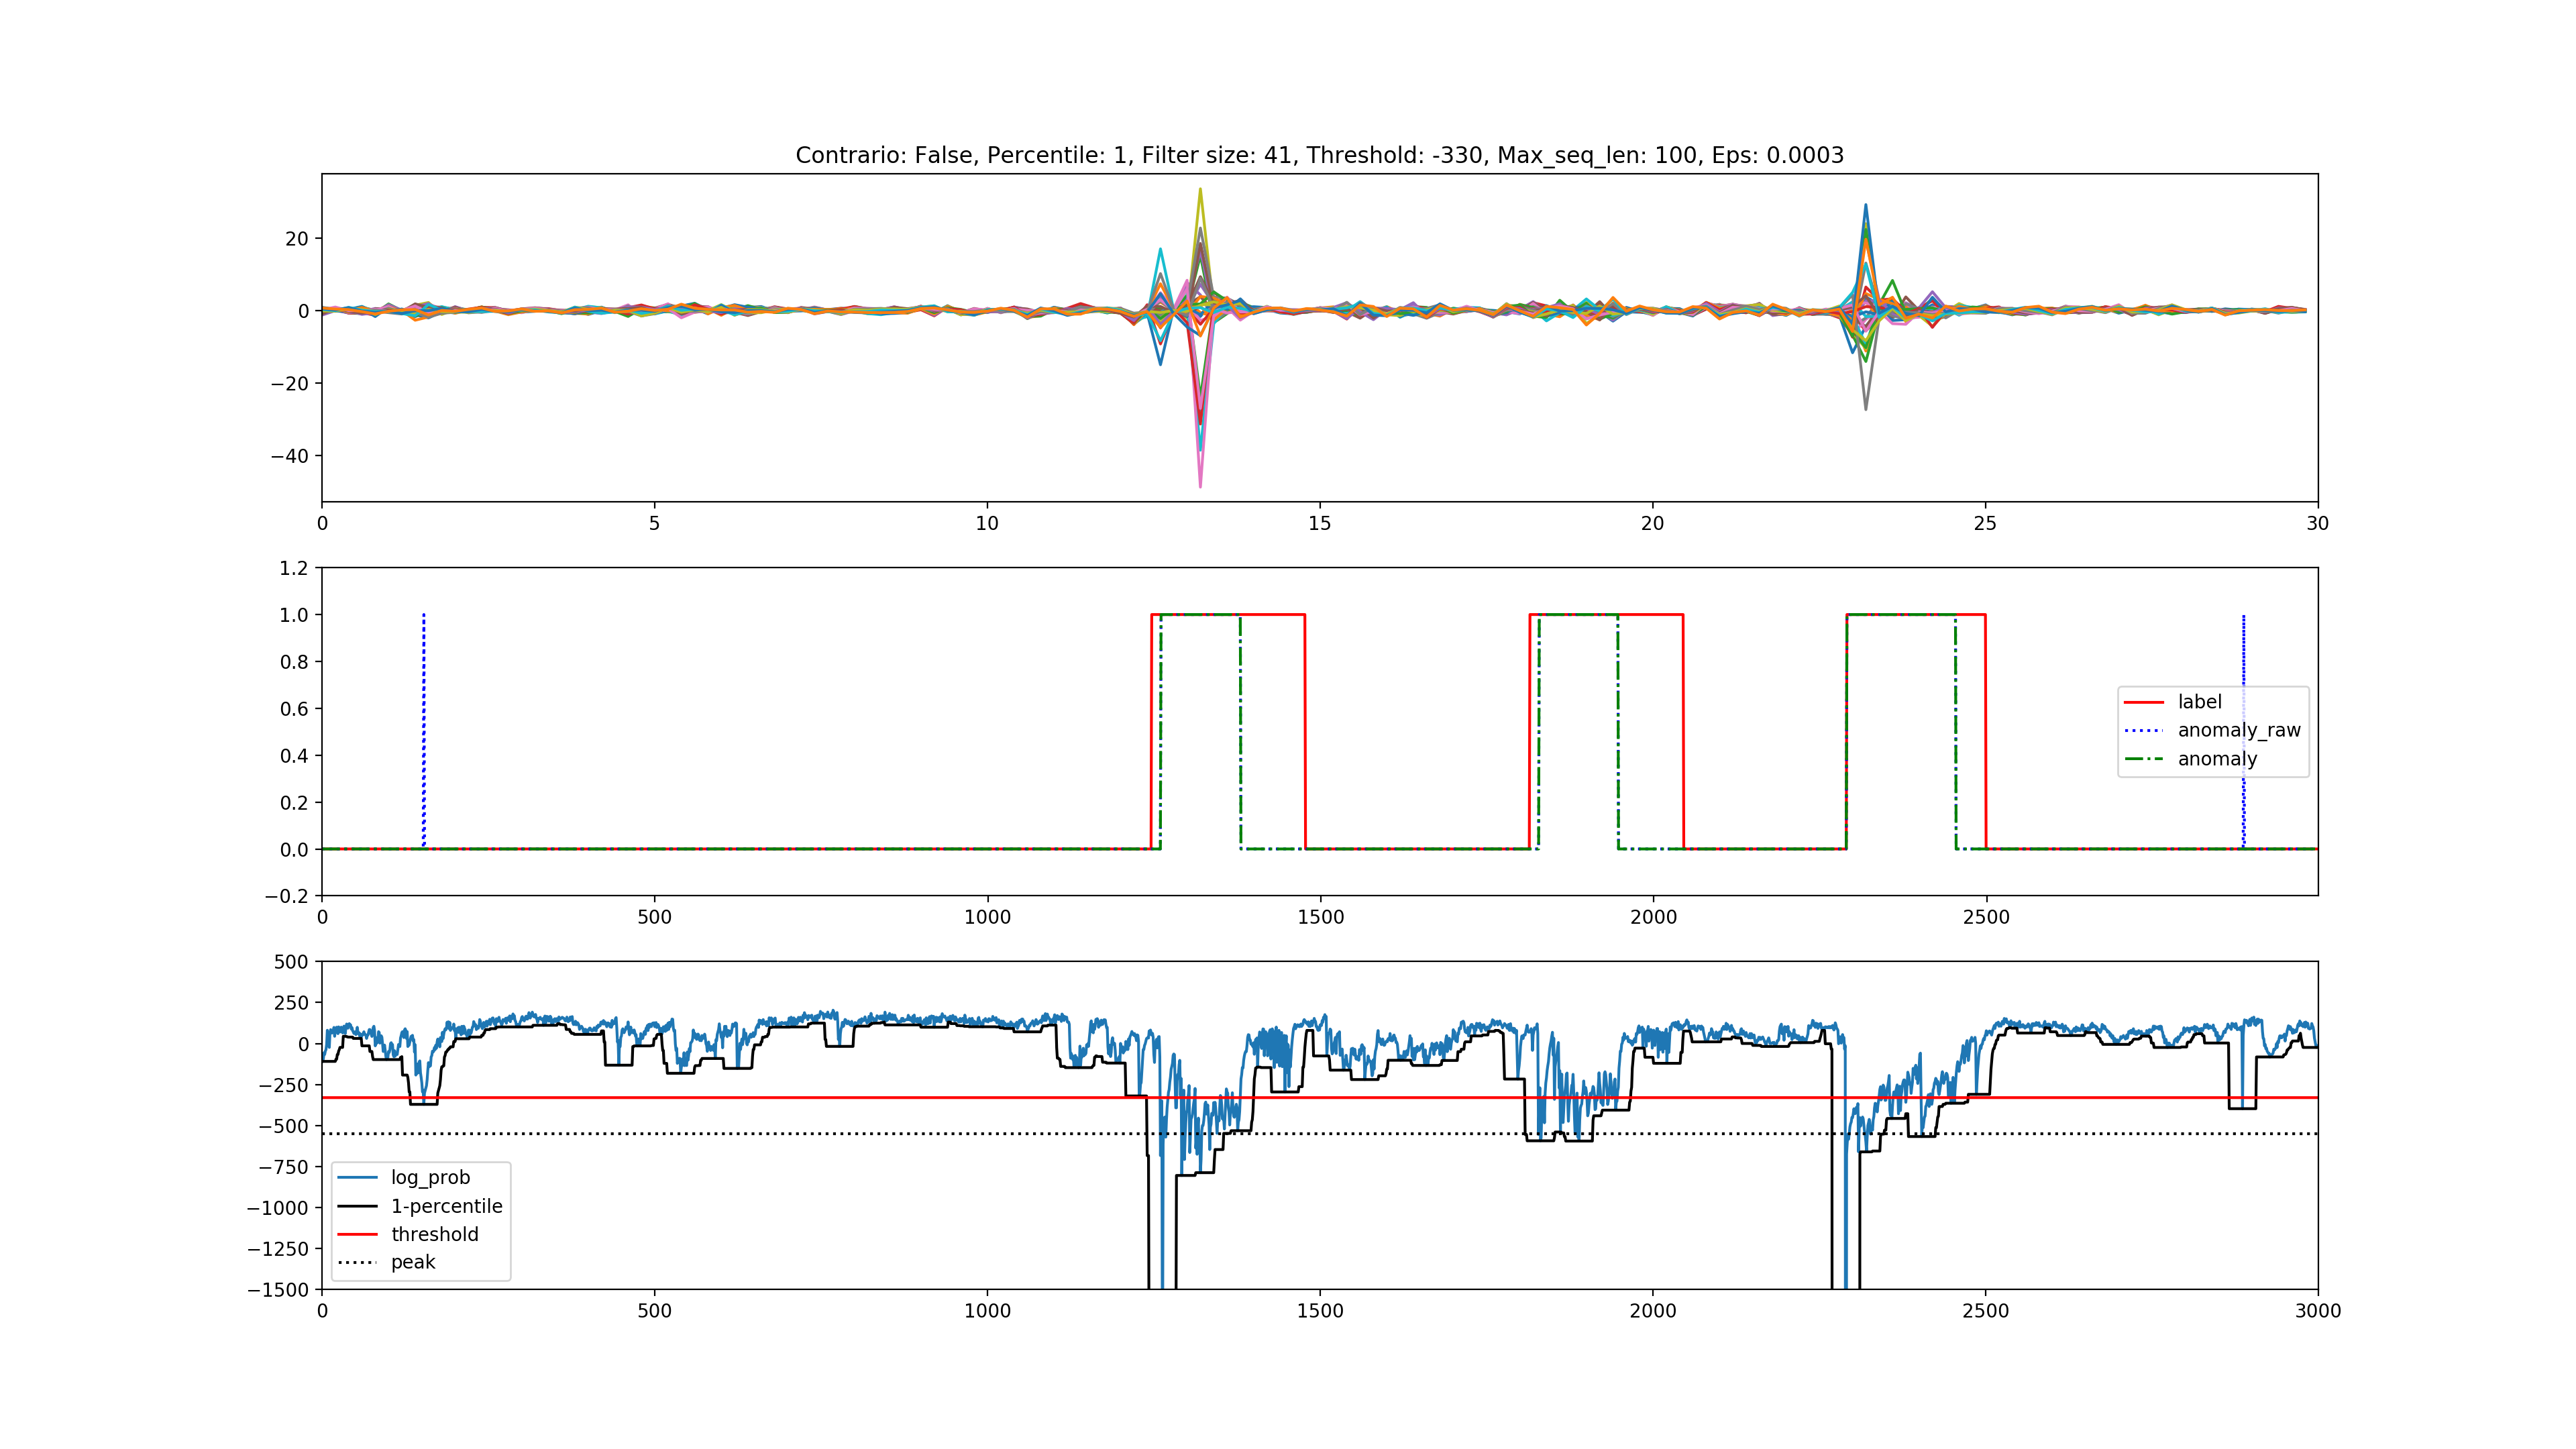 Contrario: False, Percentile: 1, Filter size: 41, Threshold: -330, Max_seq_len: 100, Eps: 0.0003
20
0
−20
−40
0 5 10 15 20 25 30
1.2
1.0
0.8
0.6
0.4
0.2
0.0
−0.2
label
anomaly_raw
anomaly
0 500 1000 1500 2000 2500
500
250
0
−250
−500
−750
−1000
−1250
−1500
log_prob
1-percentile
threshold
peak
0 500 1000 1500 2000 2500 3000